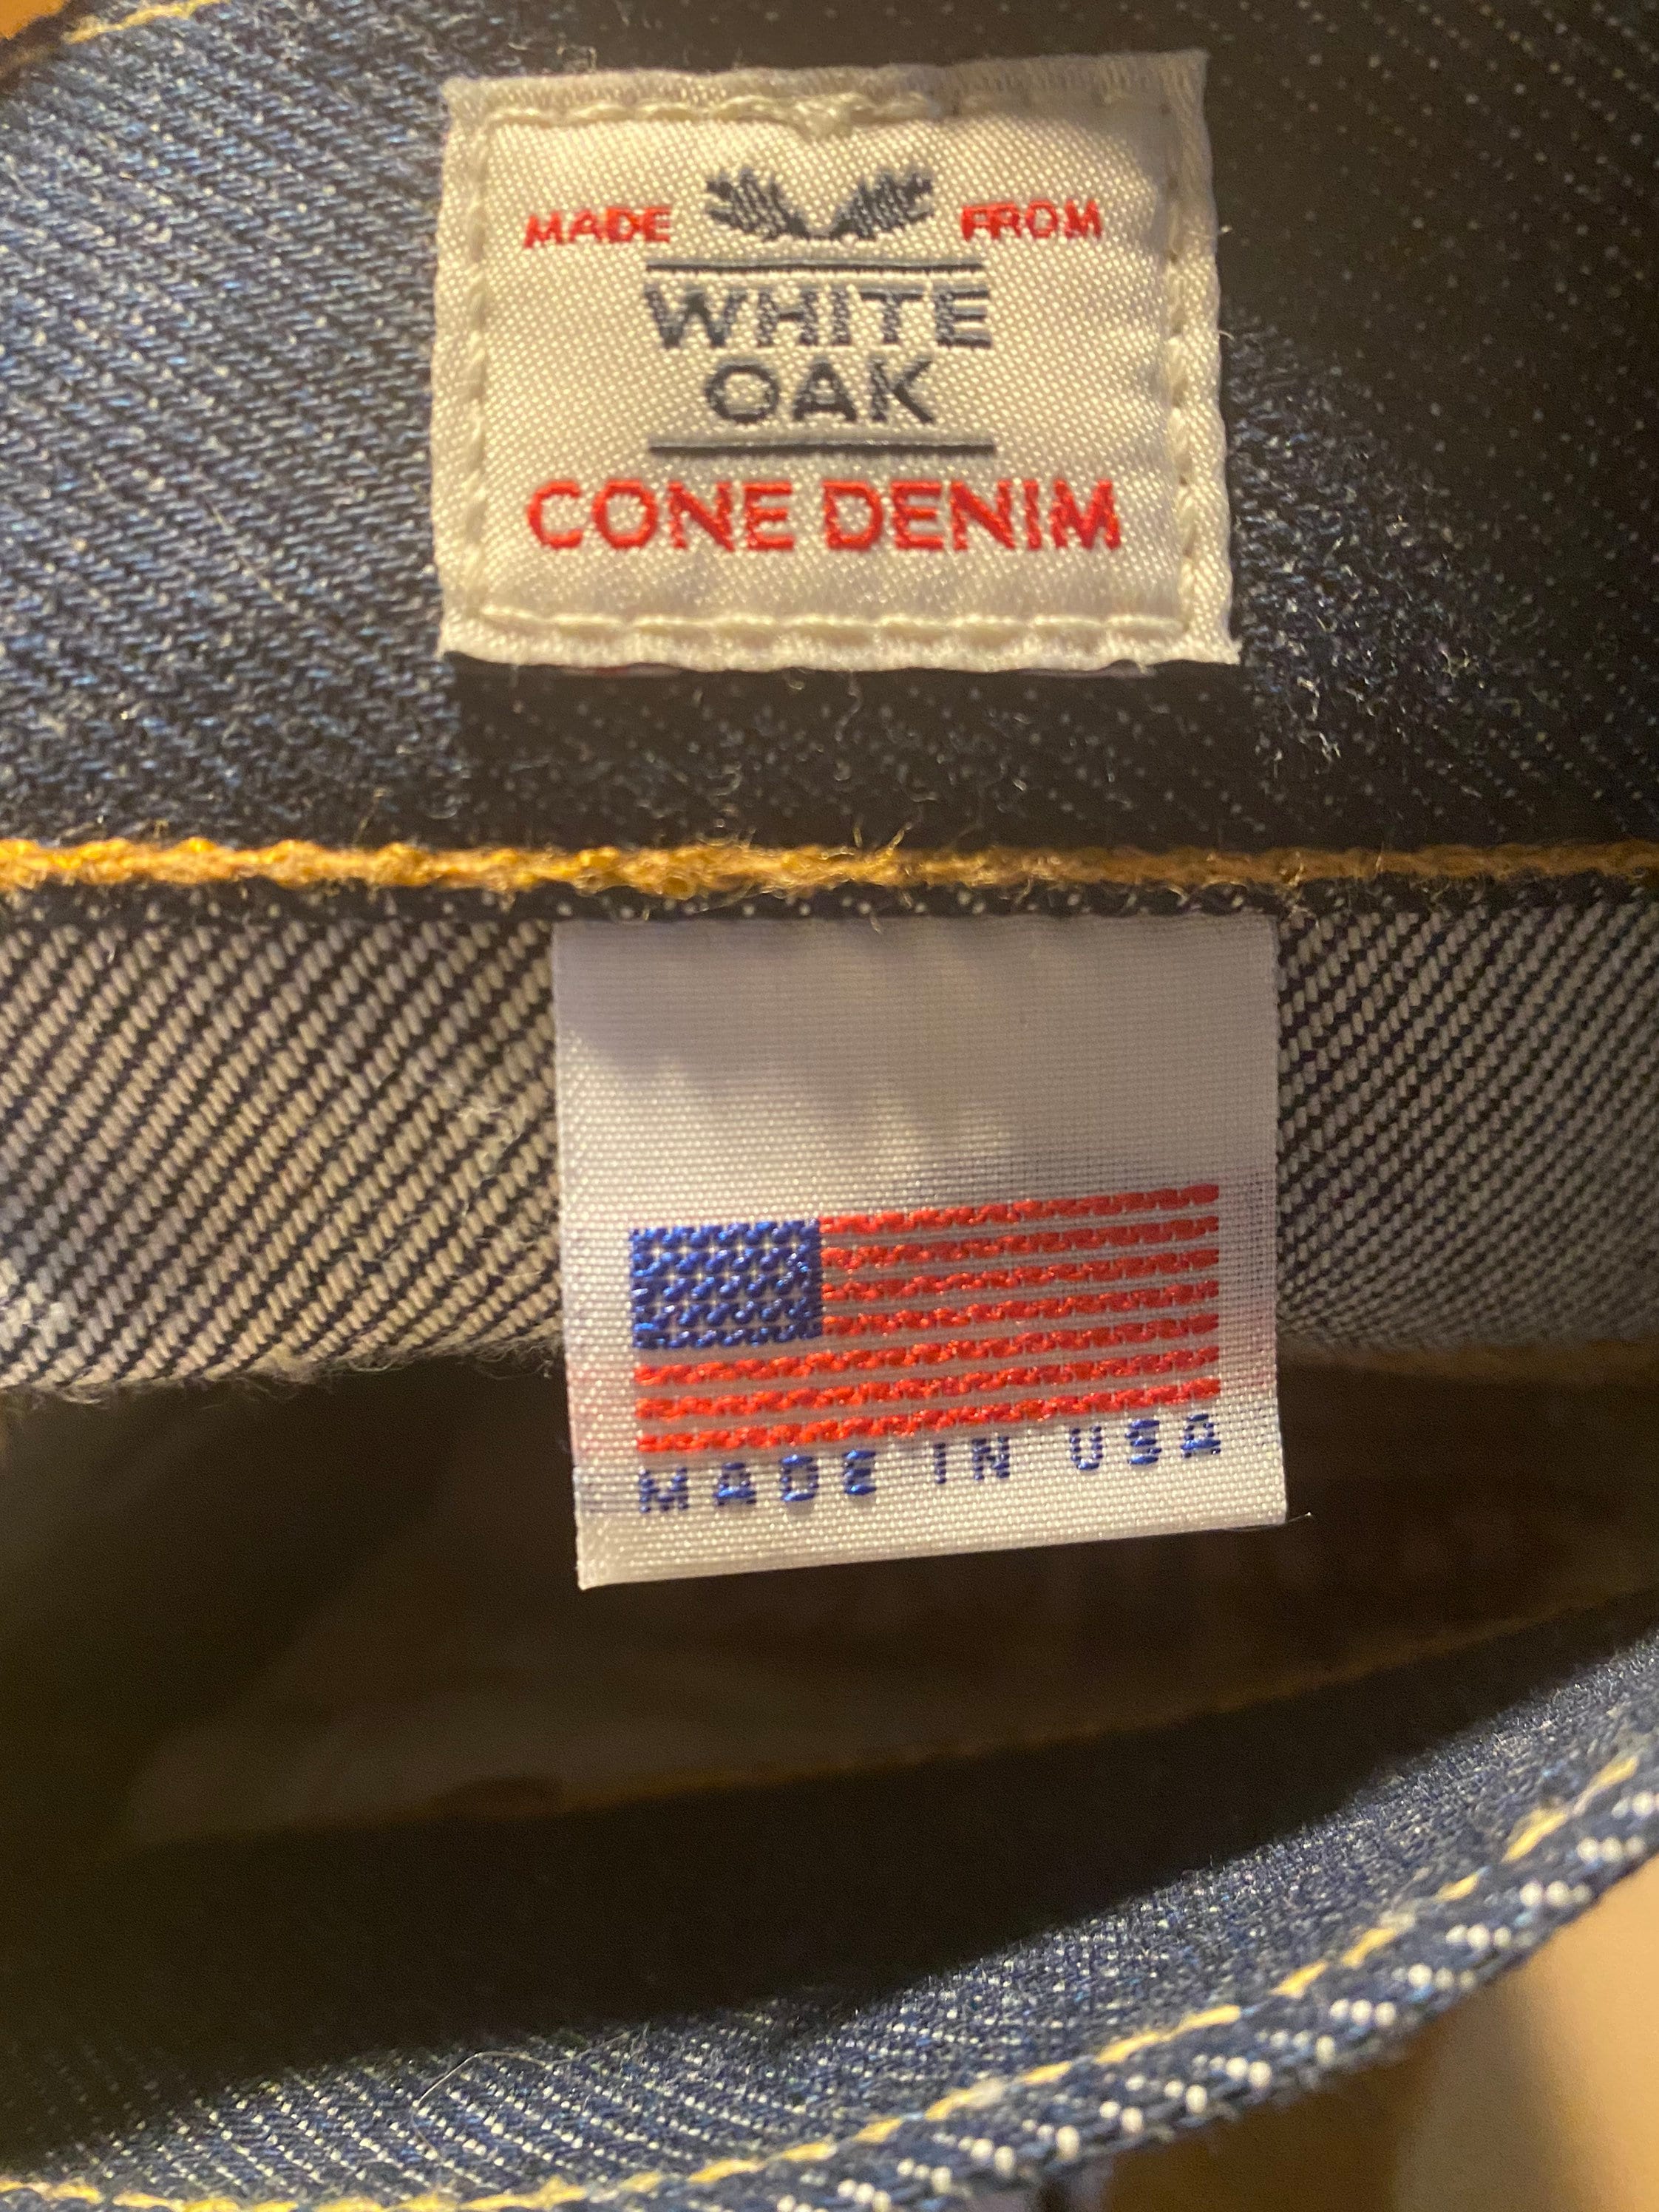 MADE FROM
WHITE
OAK
CONE DENIM
MADE IN USA